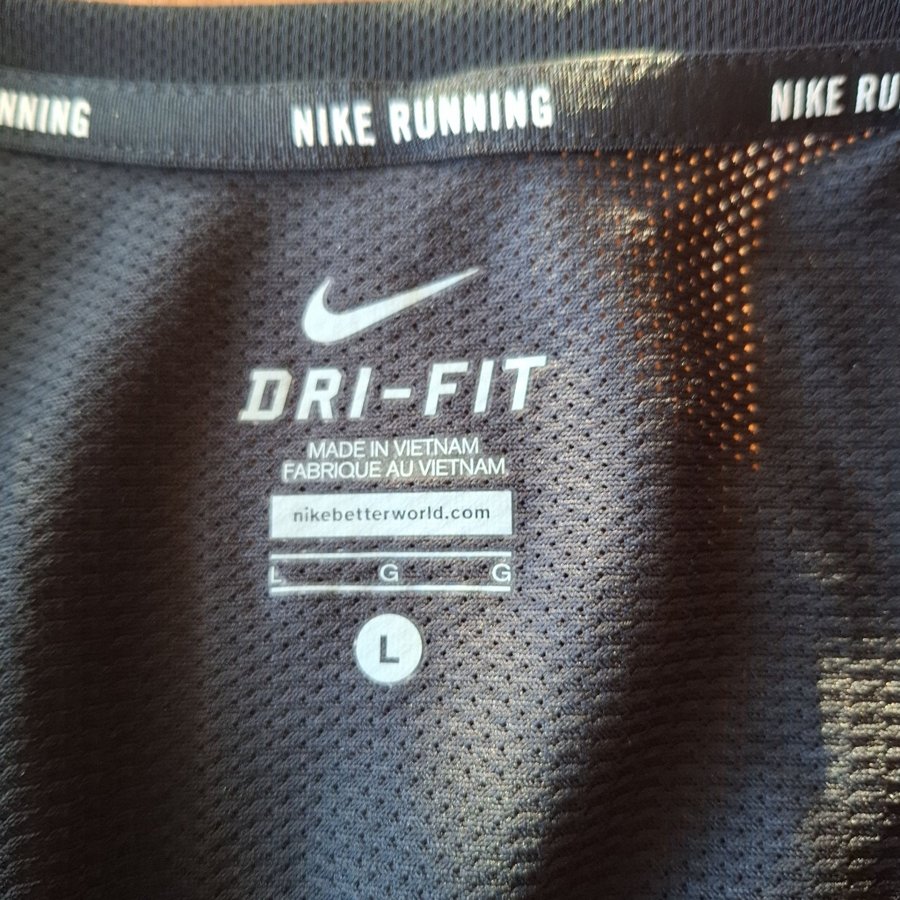 NNING NIKE RUNNING NIKE RU
DRI-FIT
MADE IN VIETNAM
FABRIQUE AU VIETNAM
nikebetterworld.com
L G G
L